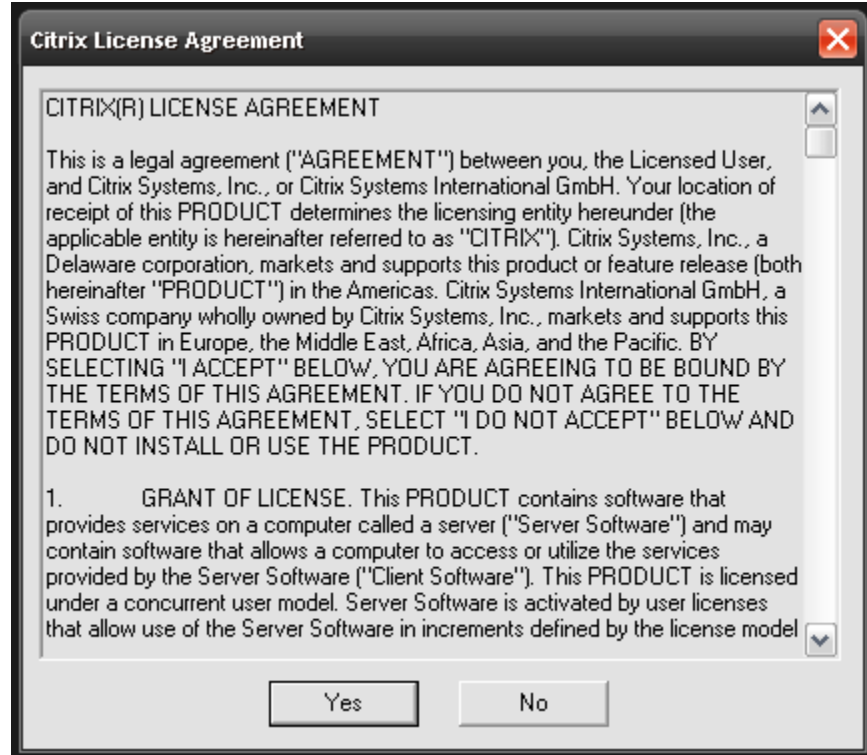 Citrix License Agreement
CITRIX(R) LICENSE AGREEMENT
This is a legal agreement ("AGREEMENT") between you, the Licensed User,
and Citrix Systems, Inc., or Citrix Systems International GmbH. Your location of
receipt of this PRODUCT determines the licensing entity hereunder (the
applicable entity is hereinafter referred to as "CITRIX"). Citrix Systems, Inc., a
Delaware corporation, markets and supports this product or feature release (both
hereinafter "PRODUCT") in the Americas. Citrix Systems International GmbH, a
Swiss company wholly owned by Citrix Systems, Inc., markets and supports this
PRODUCT in Europe, the Middle East, Africa, Asia, and the Pacific. BY
SELECTING "I ACCEPT" BELOW, YOU ARE AGREEING TO BE BOUND BY
THE TERMS OF THIS AGREEMENT. IF YOU DO NOT AGREE TO THE
TERMS OF THIS AGREEMENT, SELECT "I DO NOT ACCEPT" BELOW AND
DO NOT INSTALL OR USE THE PRODUCT.
1. GRANT OF LICENSE. This PRODUCT contains software that
provides services on a computer called a server ("Server Software") and may
contain software that allows a computer to access or utilize the services
provided by the Server Software ("Client Software"). This PRODUCT is licensed
under a concurrent user model. Server Software is activated by user licenses
that allow use of the Server Software in increments defined by the license model
Yes No